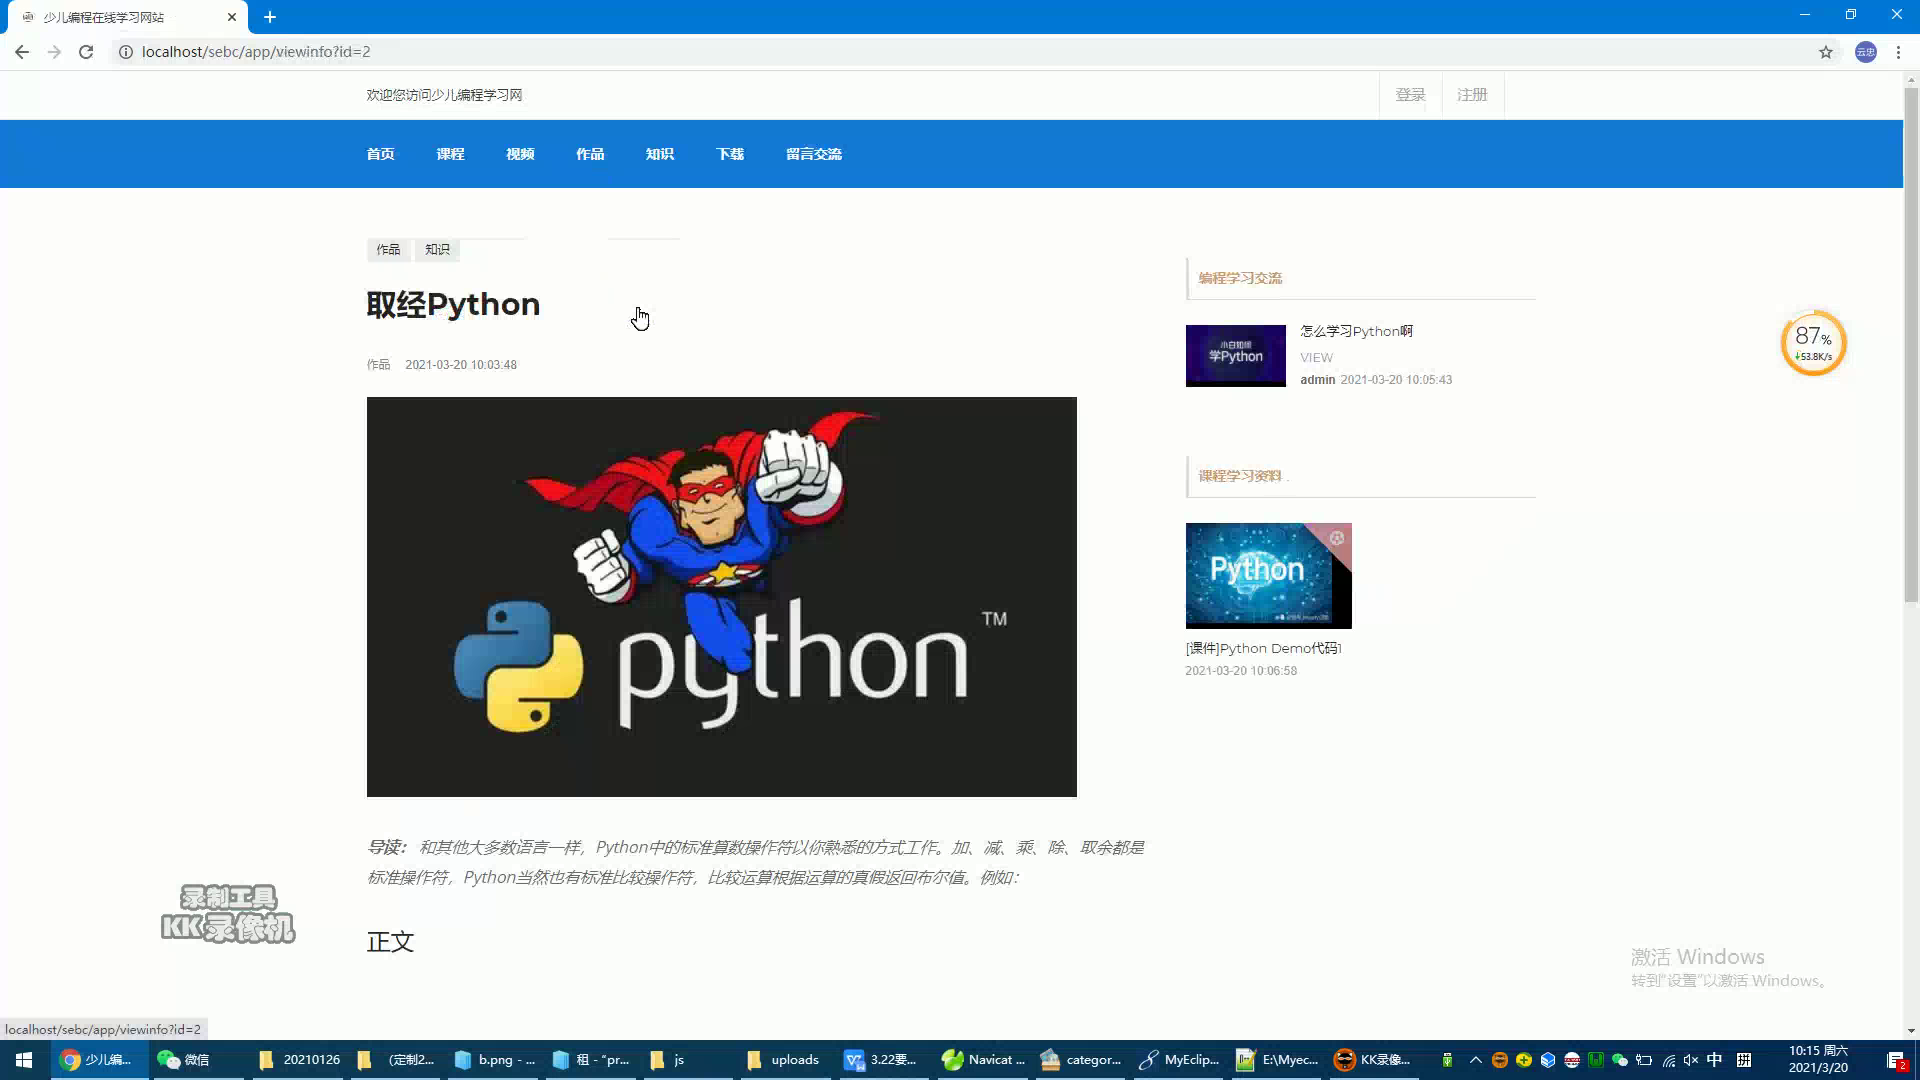 少儿编程在线学习网站
localhost/sebc/app/viewinfo?id=2
云忠
欢迎您访问少儿编程学习网
登录
注册
首页 课程 视频 作品 知识 下载 留言交流
作品 知识
取经Python
作品 2021-03-20 10:03:48
python
TM
导读： 和其他大多数语言一样，Python中的标准算数操作符以你熟悉的方式工作。加、减、乘、除、取余都是
标准操作符，Python当然也有标准比较操作符，比较运算根据运算的真假返回布尔值。例如：
正文
编程学习交流
小白如何
学Python
怎么学习Python啊
VIEW
admin 2021-03-20 10:05:43
课程学习资料 .
Python
[课件]Python Demo代码1
2021-03-20 10:06:58
87%
↓53.8K/s
录制工具
KK录像机
激活 Windows
转到"设置"以激活 Windows。
localhost/sebc/app/viewinfo?id=2
少儿编...
微信
20210126
(定制2...
b.png - ...
租 - "pr...
js
uploads
3.22要...
Navicat ...
categor...
MyEclip...
E:\Myec...
KK录像...
中
拼
10:15 周六
2021/3/20
2